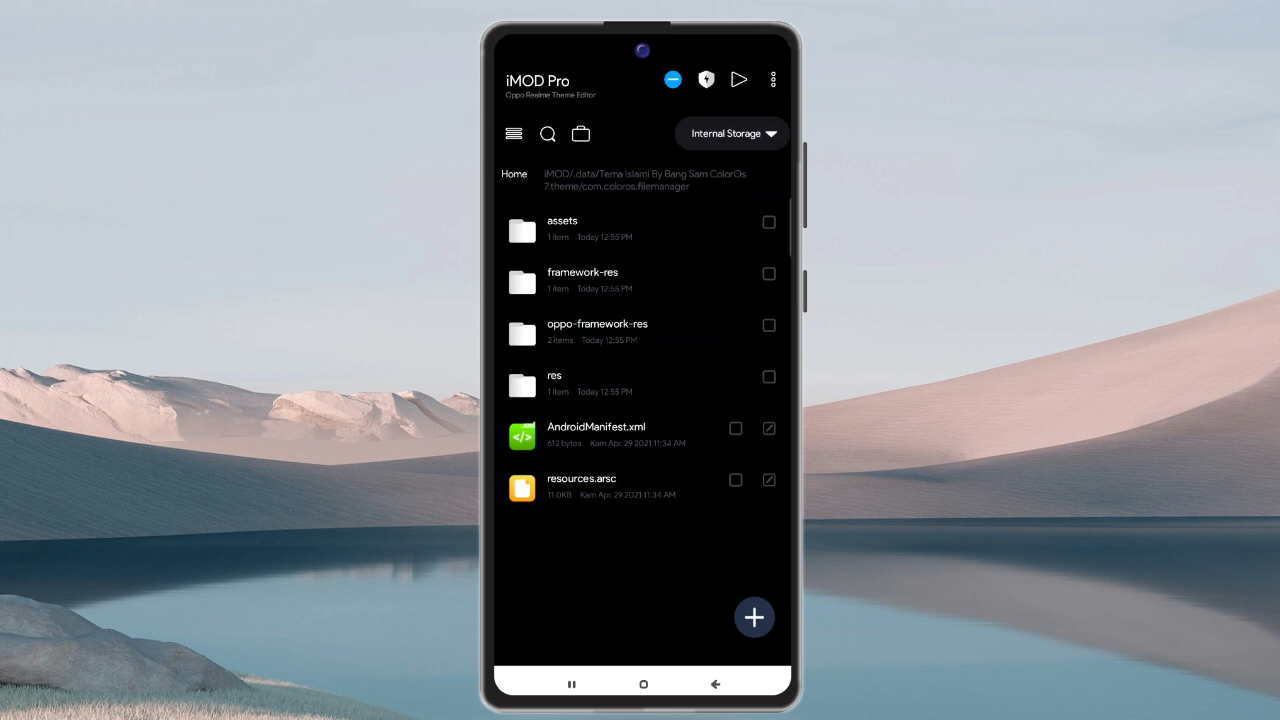 iMOD Pro
Oppo Realme Theme Editor
Internal Storage
Home
iMOD/.data/Tema Islami By Bang Sam ColorOs
7.theme/com.coloros.filemanager
assets
1 item Today 12:55 PM
framework-res
1 item Today 12:55 PM
oppo-framework-res
2 items Today 12:55 PM
res
1 item Today 12:55 PM
xml
AndroidManifest.xml
612 bytes Kam Apr. 29 2021 11:34 AM
resources.arsc
11.0KB Kam Apr. 29 2021 11:34 AM